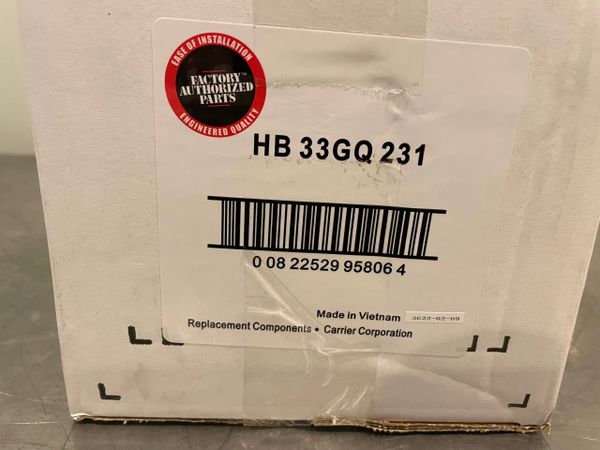 EASE OF INSTALLATION
FACTORY™
AUTHORIZED
PARTS
ENGINEERED QUALITY
HB 33GQ 231
0 08 22529 95806 4
Made in Vietnam 2022-02-09
Replacement Components • Carrier Corporation